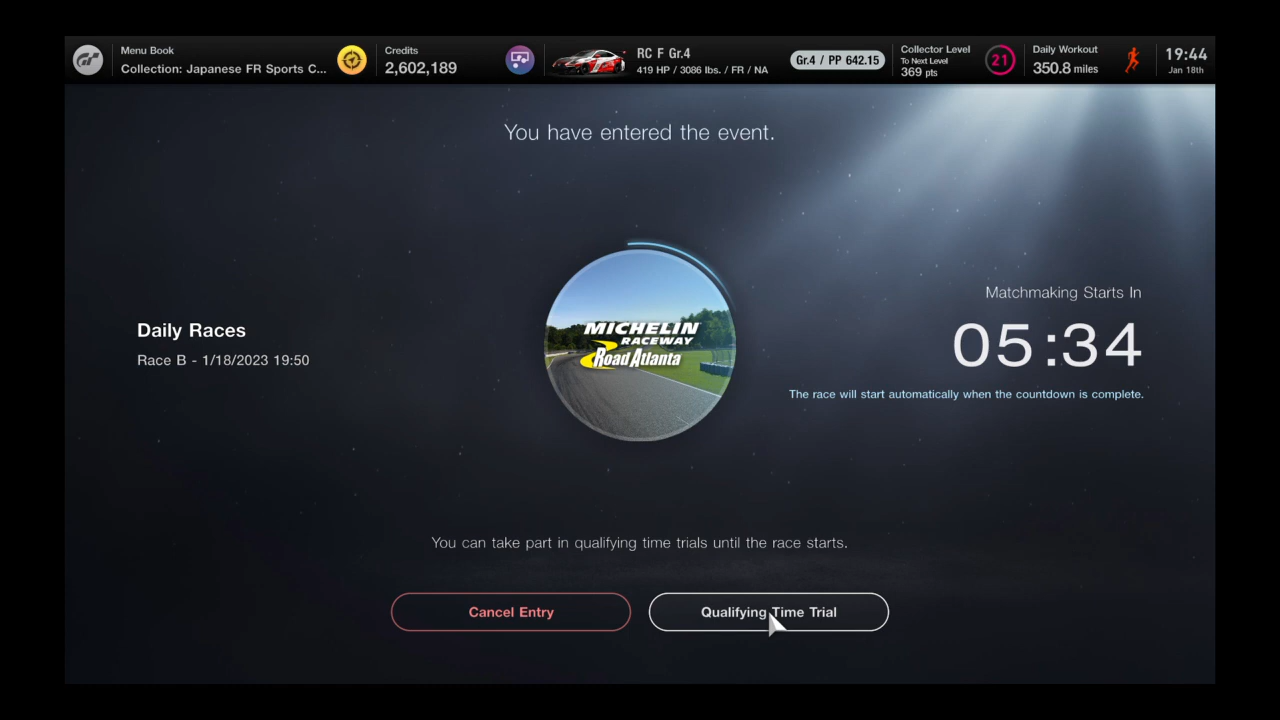 GT
Menu Book
Collection: Japanese FR Sports C...
Credits
2,602,189
RC F Gr.4
419 HP / 3086 lbs. / FR / NA
Gr.4 / PP 642.15
Collector Level
To Next Level
369 pts
21
Daily Workout
350.8 miles
19:44
Jan 18th
You have entered the event.
Daily Races
Race B - 1/18/2023 19:50
MICHELIN
RACEWAY
Road Atlanta
Matchmaking Starts In
05:34
The race will start automatically when the countdown is complete.
You can take part in qualifying time trials until the race starts.
Cancel Entry
Qualifying Time Trial